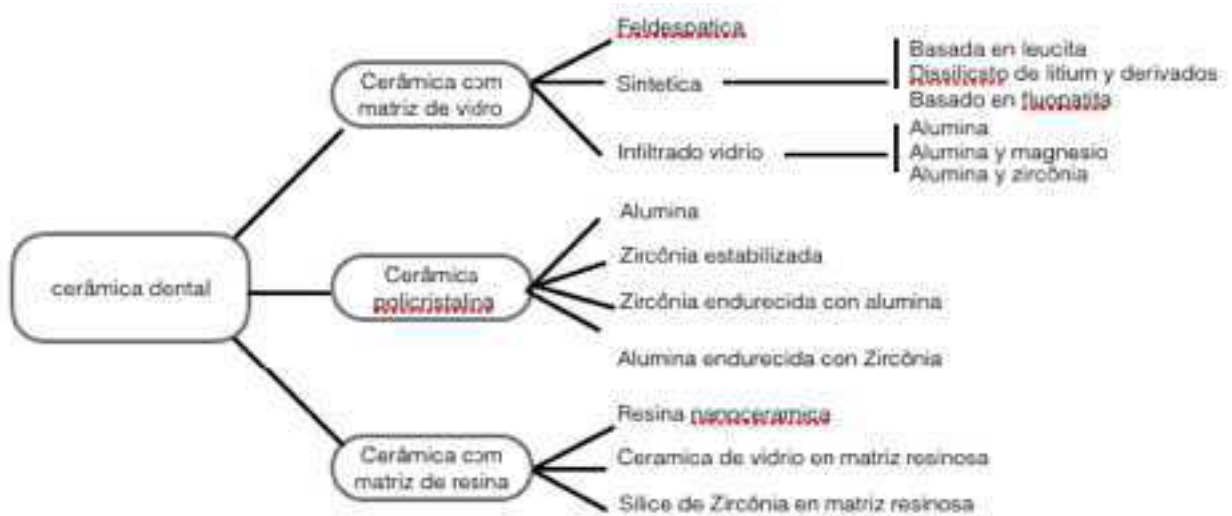 cerâmica dental
Cerâmica com
matriz de vidro
Feldespatica
Sintetica
Basada en leucita
Dissilicato de litium y derivados
Basado en fluopatita
Infiltrado vidrio
Alumina
Alumina y magnesio
Alumina y zircônia
Cerâmica
policristalina
Alumina
Zircônia estabilizada
Zircônia endurecida con alumina
Alumina endurecida con Zircônia
Cerâmica com
matriz de resina
Resina nanoceramica
Ceramica de vidrio en matriz resinosa
Silice de Zircônia en matriz resinosa